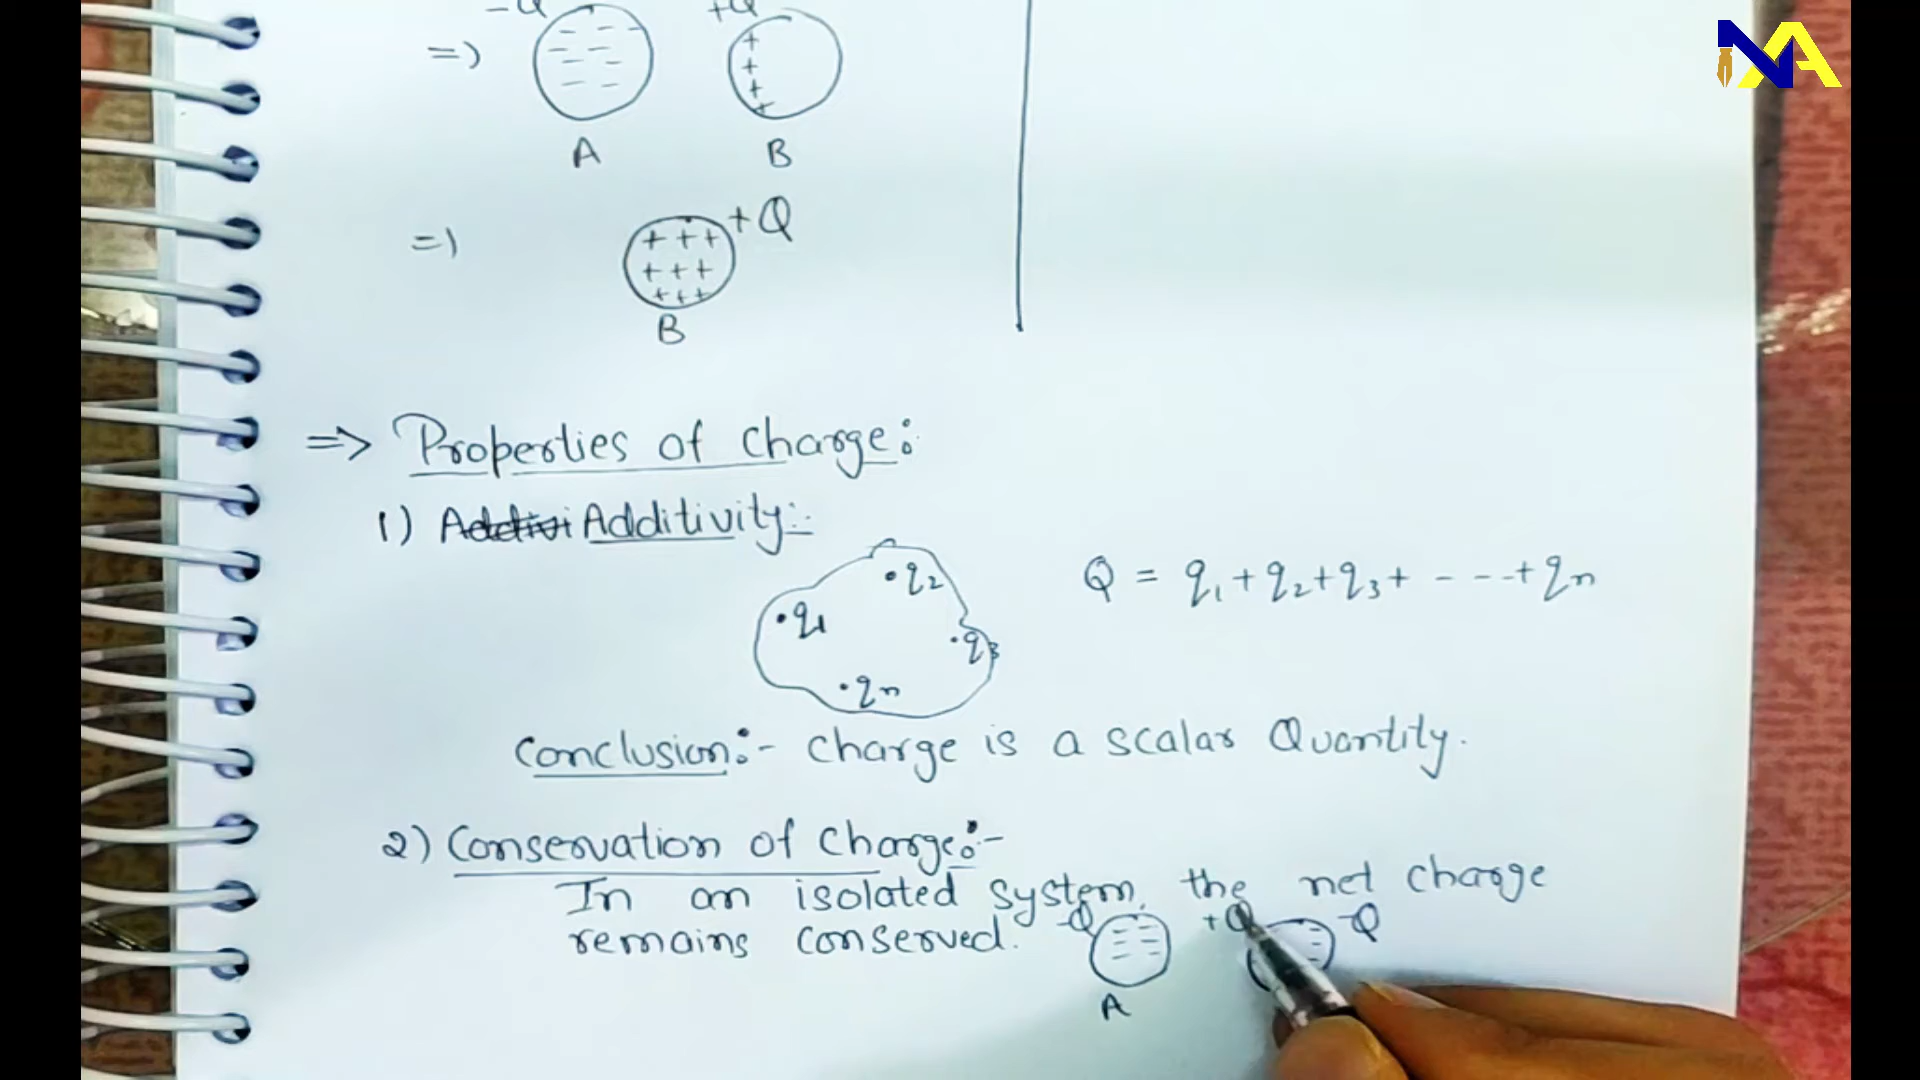 -Q +Q
=)
A B
=) +Q
B
=> Properties of charge:
1) Additivity:-
q1 q2 q3 qn
Q = q1 + q2 + q3 + - - - + qn
Conclusion:- Charge is a scalar Quantity.
2) Conservation of Charge:-
In an isolated system, the net charge
remains conserved.
-Q +Q -Q
A
NA